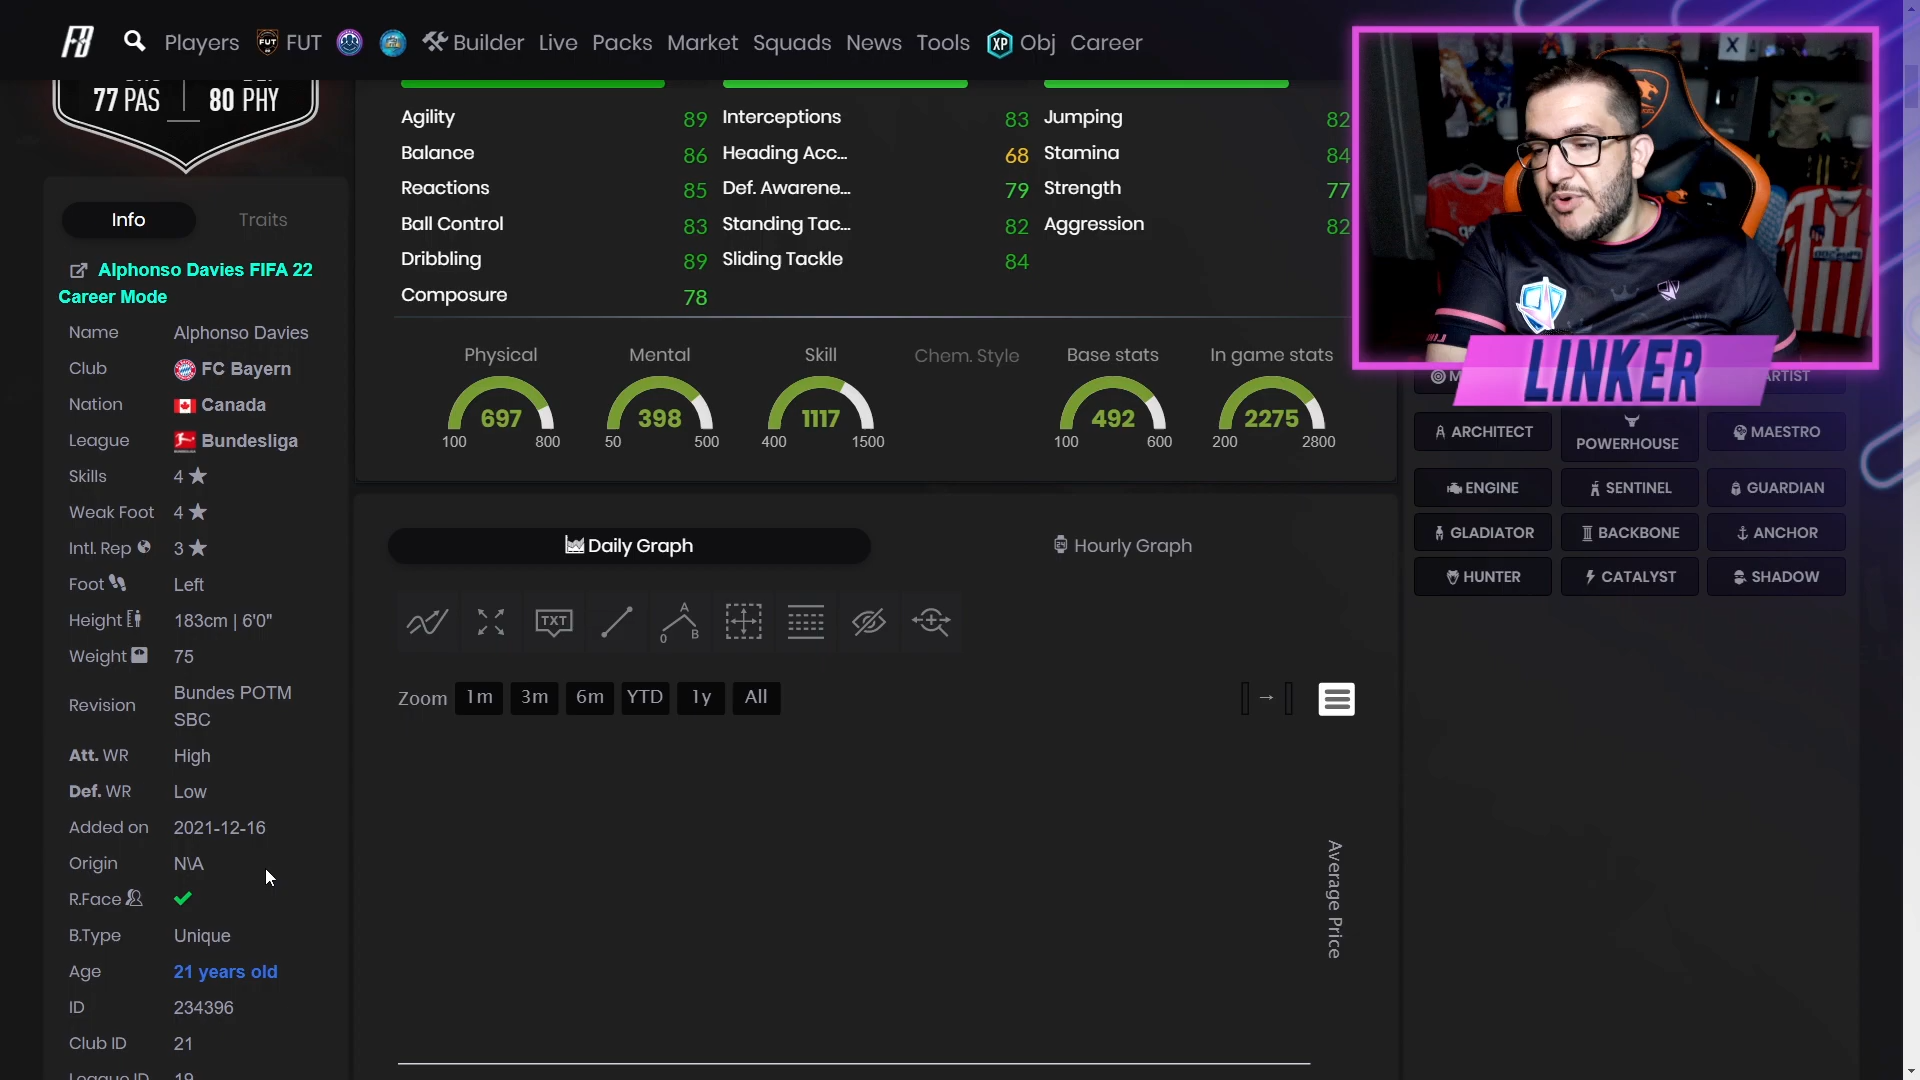 Players FUT Builder Live Packs Market Squads News Tools XP Obj Career
X
77 PAS 80 PHY
Info Traits
Alphonso Davies FIFA 22
Career Mode
Name Alphonso Davies
Club FC Bayern
Nation Canada
League Bundesliga
Skills 4
Weak Foot 4
Intl. Rep 3
Foot Left
Height 183cm | 6'0"
Weight 75
Revision Bundes POTM
SBC
Att. WR High
Def. WR Low
Added on 2021-12-16
Origin N\A
R.Face
B.Type Unique
Age 21 years old
ID 234396
Club ID 21
League ID 19
Agility 89 Interceptions 83 Jumping 82
Balance 86 Heading Acc... 68 Stamina 84
Reactions 85 Def. Awarene... 79 Strength 77
Ball Control 83 Standing Tac... 82 Aggression 82
Dribbling 89 Sliding Tackle 84
Composure 78
Physical Mental Skill Chem. Style Base stats In game stats
697 398 1117 492 2275
100 800 50 500 400 1500 100 600 200 2800
Daily Graph Hourly Graph
TXT A 0 B
Zoom 1m 3m 6m YTD 1y All →
Average Price
LINKER
ARCHITECT POWERHOUSE MAESTRO
ENGINE SENTINEL GUARDIAN
GLADIATOR BACKBONE ANCHOR
HUNTER CATALYST SHADOW